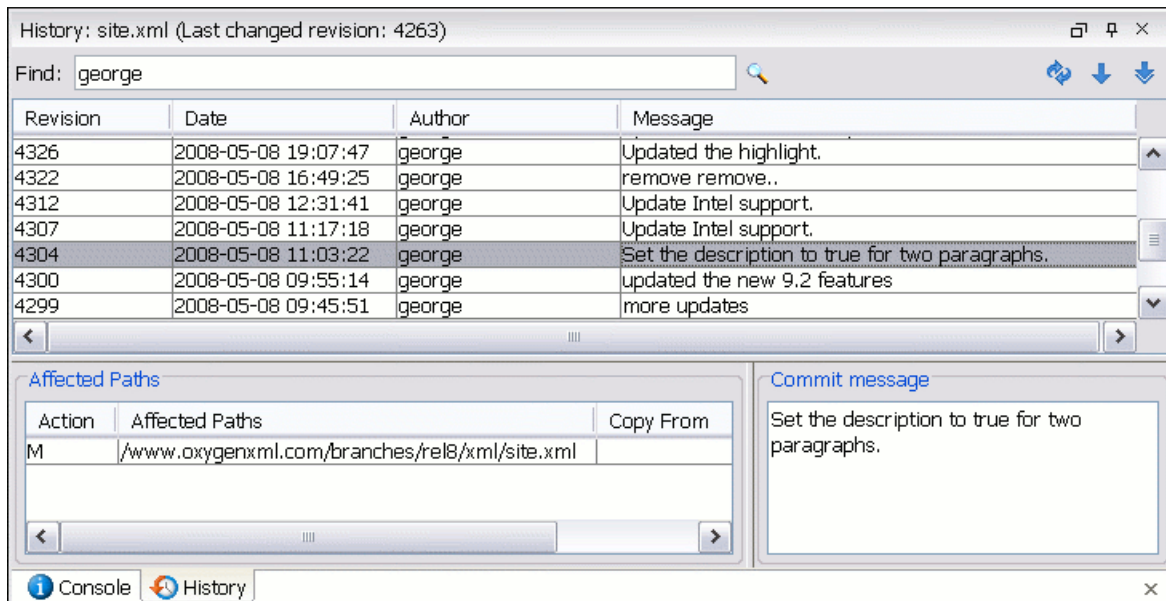 History: site.xml (Last changed revision: 4263)
Find: george
Revision Date Author Message
4326 2008-05-08 19:07:47 george Updated the highlight.
4322 2008-05-08 16:49:25 george remove remove..
4312 2008-05-08 12:31:41 george Update Intel support.
4307 2008-05-08 11:17:18 george Update Intel support.
4304 2008-05-08 11:03:22 george Set the description to true for two paragraphs.
4300 2008-05-08 09:55:14 george updated the new 9.2 features
4299 2008-05-08 09:45:51 george more updates
Affected Paths
Action Affected Paths Copy From
M /www.oxygenxml.com/branches/rel8/xml/site.xml
Commit message
Set the description to true for two
paragraphs.
Console History